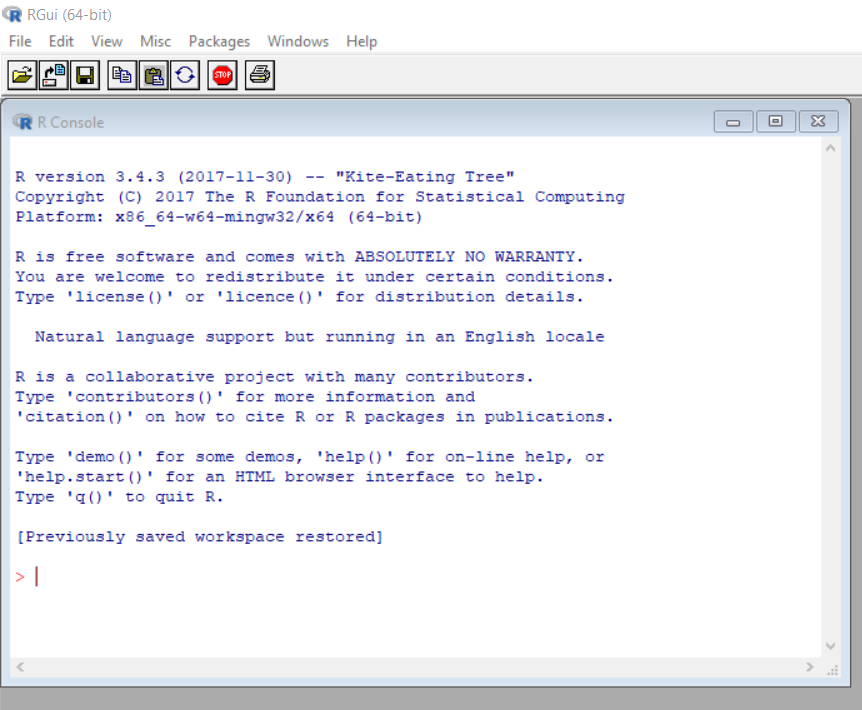 RGui (64-bit)
File Edit View Misc Packages Windows Help
STOP
R Console
R version 3.4.3 (2017-11-30) -- "Kite-Eating Tree"
Copyright (C) 2017 The R Foundation for Statistical Computing
Platform: x86_64-w64-mingw32/x64 (64-bit)
R is free software and comes with ABSOLUTELY NO WARRANTY.
You are welcome to redistribute it under certain conditions.
Type 'license()' or 'licence()' for distribution details.
Natural language support but running in an English locale
R is a collaborative project with many contributors.
Type 'contributors()' for more information and
'citation()' on how to cite R or R packages in publications.
Type 'demo()' for some demos, 'help()' for on-line help, or
'help.start()' for an HTML browser interface to help.
Type 'q()' to quit R.
[Previously saved workspace restored]
>